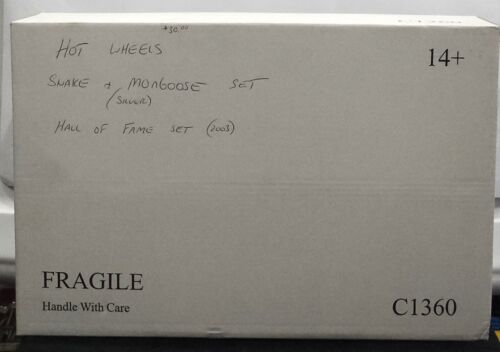 C1360
$30.00
HOT WHEELS
14+
SNAKE & MONGOOSE SET
(SILVER)
HALL OF FAME SET (2003)
FRAGILE
Handle With Care
C1360